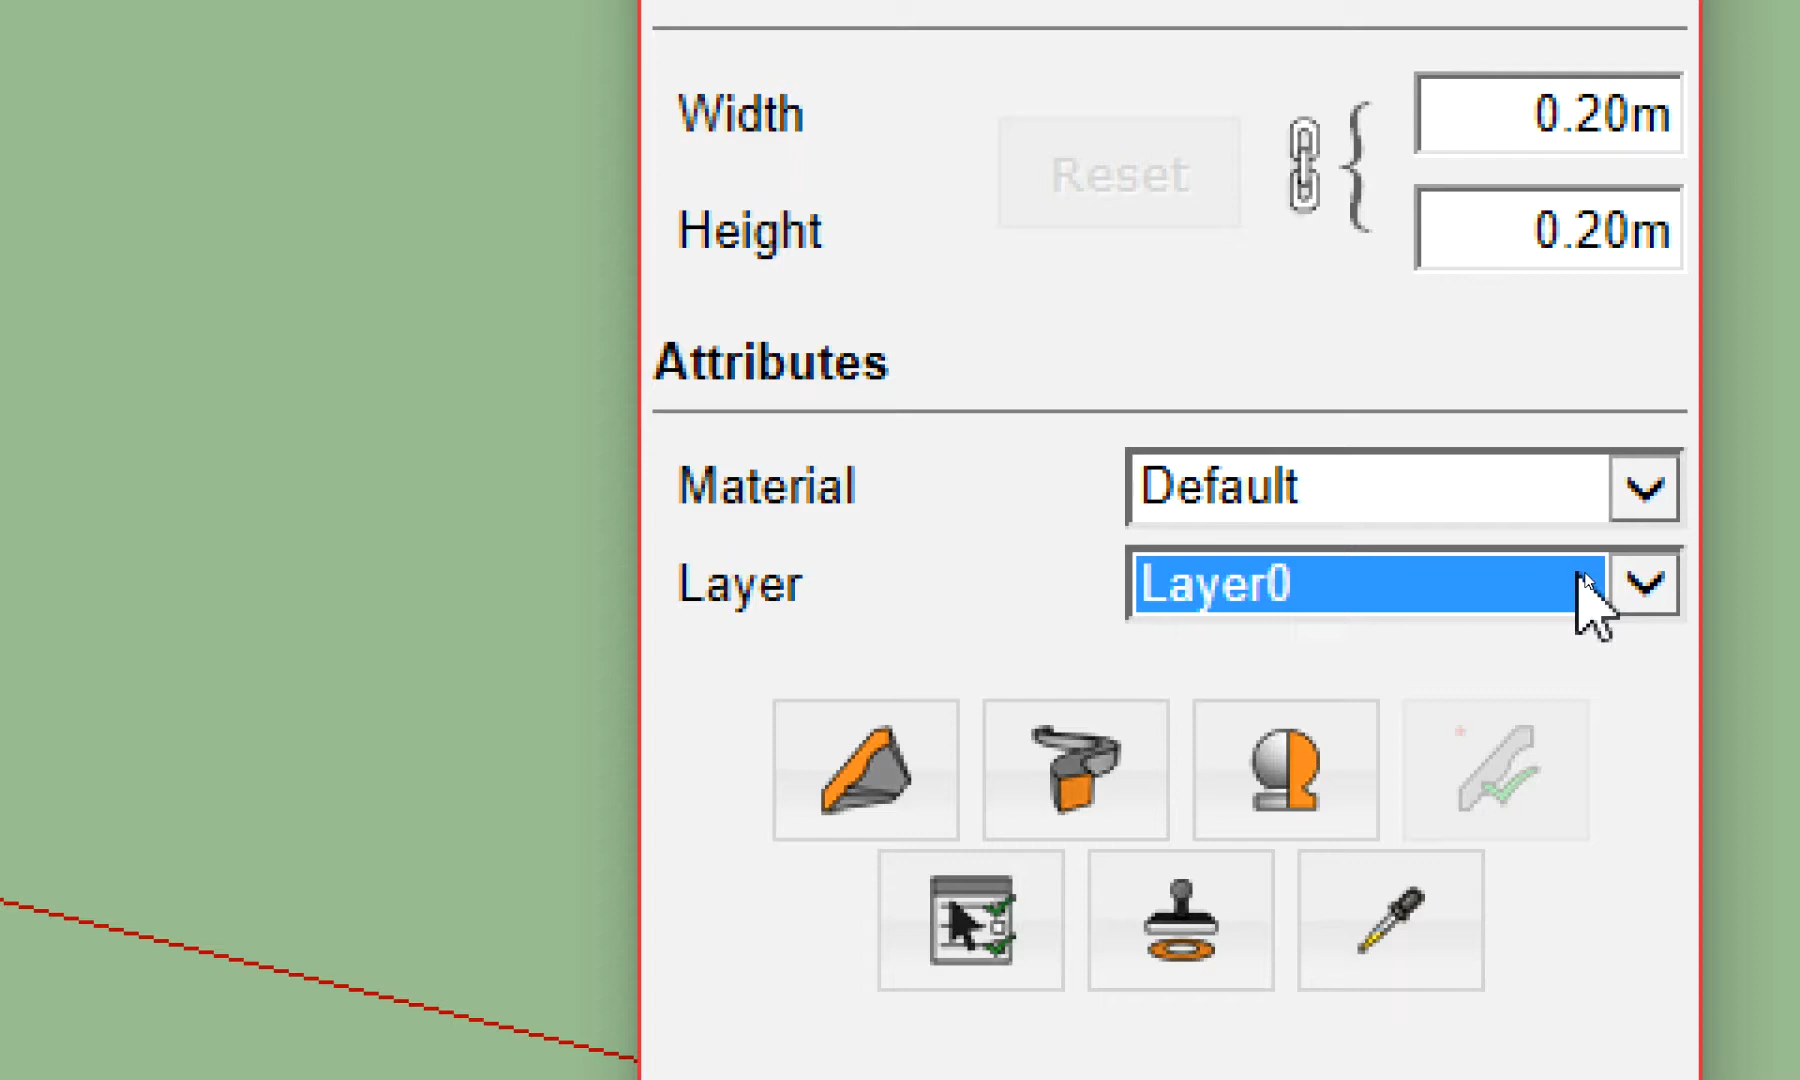 Width 0.20m
Reset
Height 0.20m
Attributes
Material Default
Layer Layer0